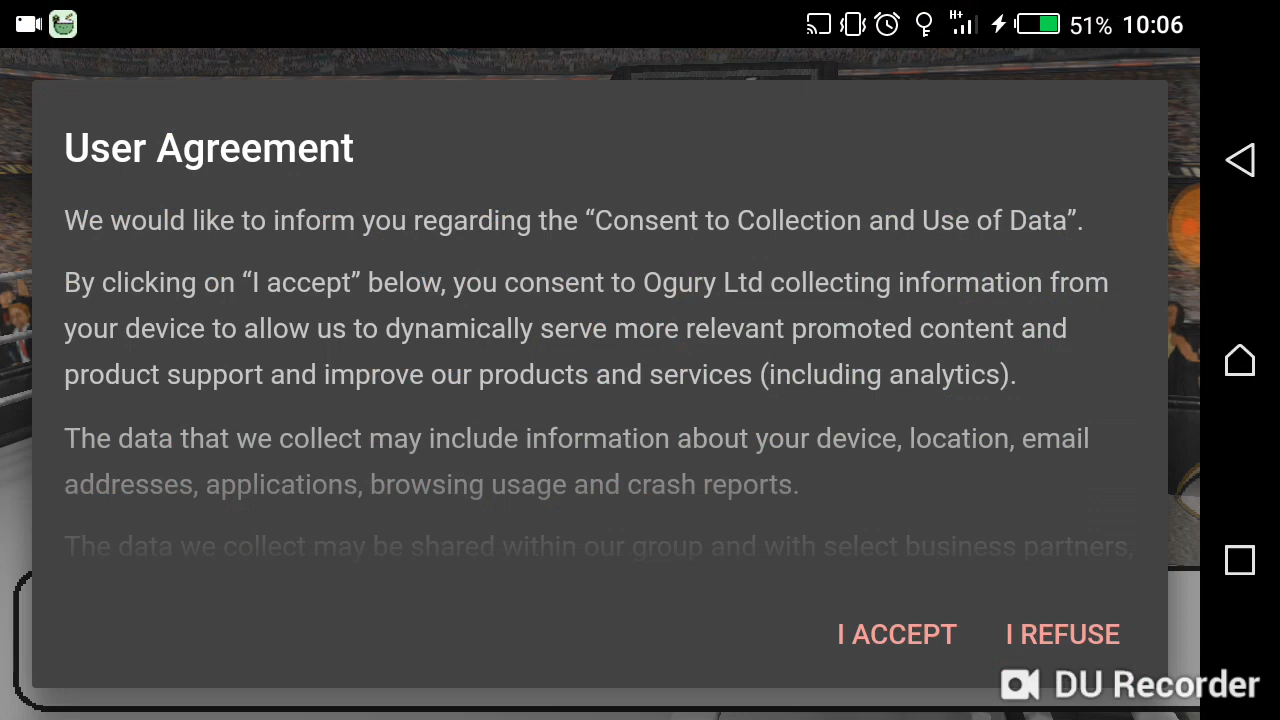 H+ 51% 10:06
User Agreement
We would like to inform you regarding the “Consent to Collection and Use of Data”.
By clicking on “I accept” below, you consent to Ogury Ltd collecting information from
your device to allow us to dynamically serve more relevant promoted content and
product support and improve our products and services (including analytics).
The data that we collect may include information about your device, location, email
addresses, applications, browsing usage and crash reports.
The data we collect may be shared within our group and with select business partners,
I ACCEPT I REFUSE
DU Recorder